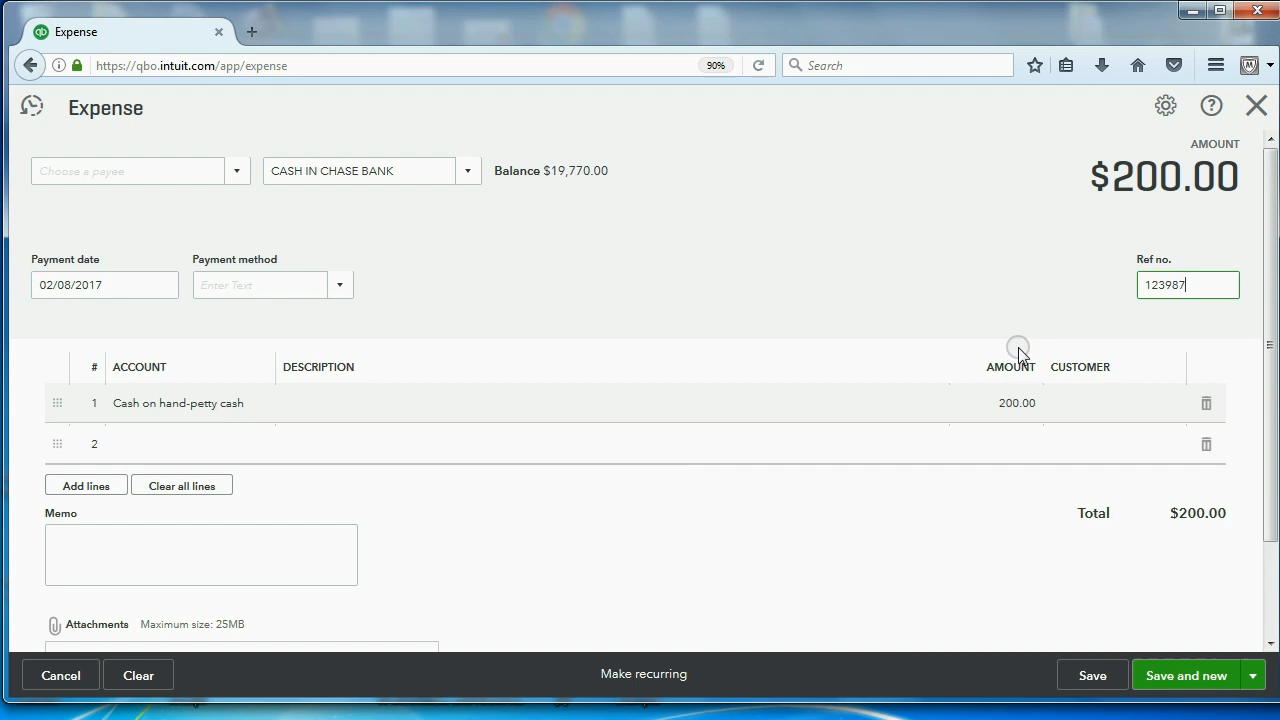 qb Expense
https://qbo.intuit.com/app/expense 90% Search
Expense
AMOUNT
$200.00
Choose a payee CASH IN CHASE BANK Balance $19,770.00
Payment date Payment method Ref no.
02/08/2017 Enter Text 123987
# ACCOUNT DESCRIPTION AMOUNT CUSTOMER
1 Cash on hand-petty cash 200.00
2
Add lines Clear all lines
Memo Total $200.00
Attachments Maximum size: 25MB
Cancel Clear Make recurring Save Save and new